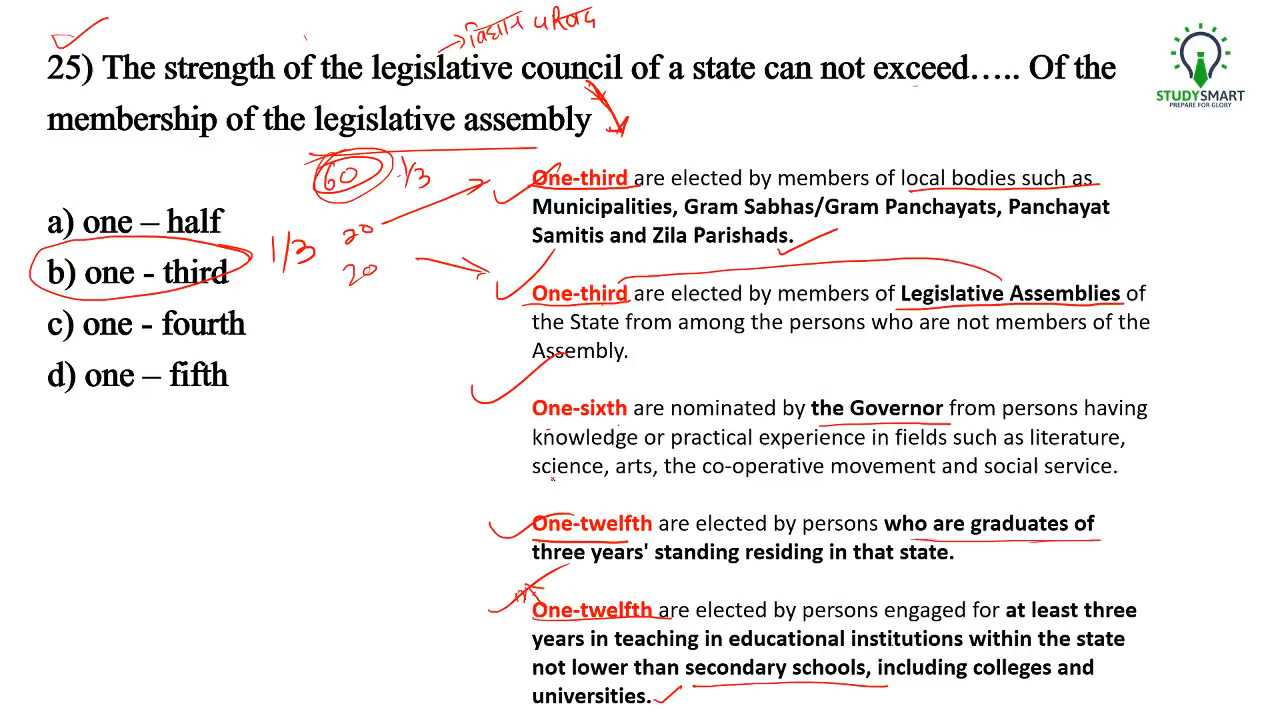 विधान परिषद
25) The strength of the legislative council of a state can not exceed….. Of the
membership of the legislative assembly
STUDYSMART
PREPARE FOR GLORY
60 1/3
a) one – half
b) one - third
c) one - fourth
d) one – fifth
1/3
20
20
One-third are elected by members of local bodies such as
Municipalities, Gram Sabhas/Gram Panchayats, Panchayat
Samitis and Zila Parishads.
One-third are elected by members of Legislative Assemblies of
the State from among the persons who are not members of the
Assembly.
One-sixth are nominated by the Governor from persons having
knowledge or practical experience in fields such as literature,
science, arts, the co-operative movement and social service.
One-twelfth are elected by persons who are graduates of
three years' standing residing in that state.
One-twelfth are elected by persons engaged for at least three
years in teaching in educational institutions within the state
not lower than secondary schools, including colleges and
universities.